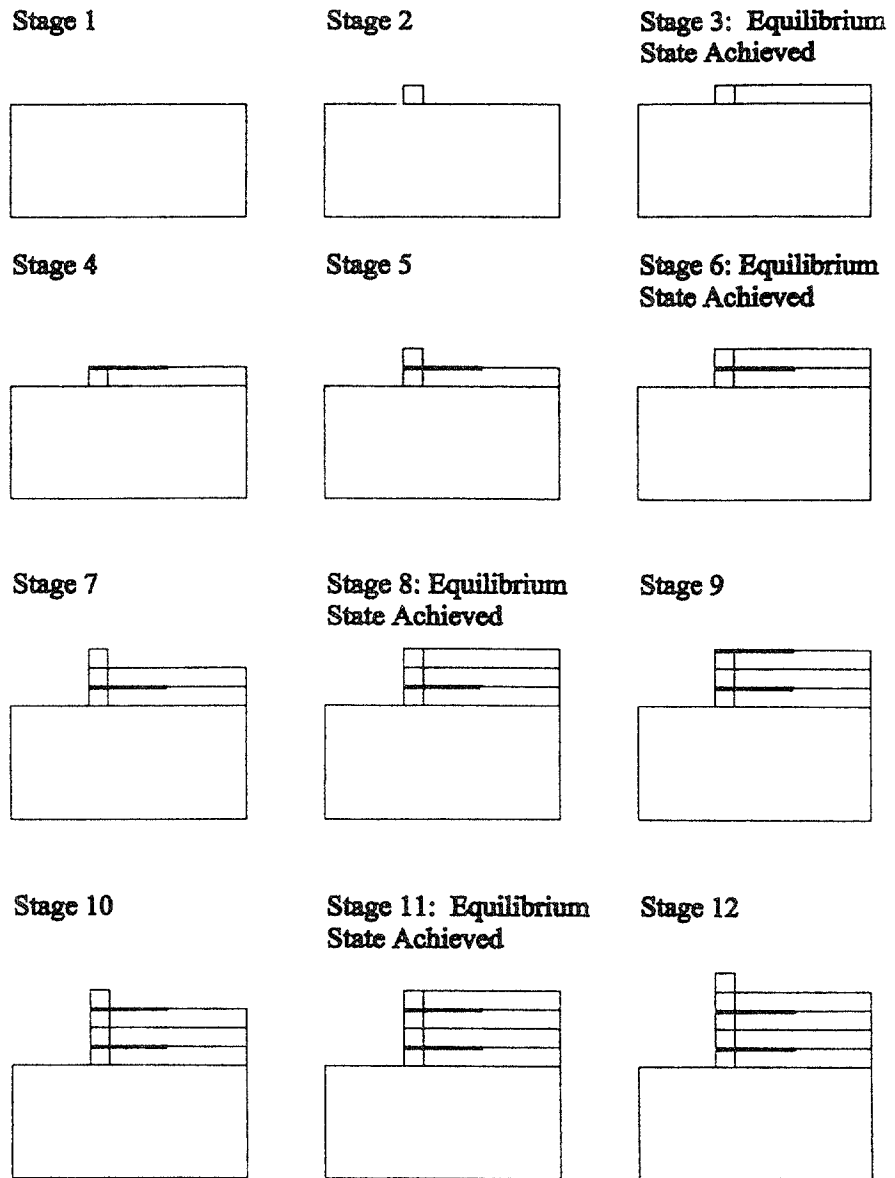 Stage 1
Stage 2
Stage 3: Equilibrium
State Achieved
Stage 4
Stage 5
Stage 6: Equilibrium
State Achieved
Stage 7
Stage 8: Equilibrium
State Achieved
Stage 9
Stage 10
Stage 11: Equilibrium
State Achieved
Stage 12